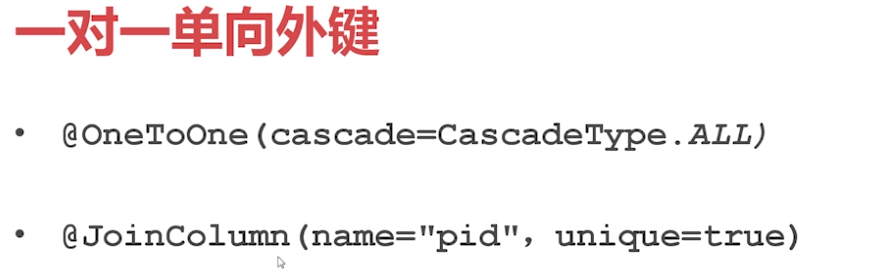 一对一单向外键
• @OneToOne(cascade=CascadeType.ALL)
• @JoinColumn(name="pid", unique=true)